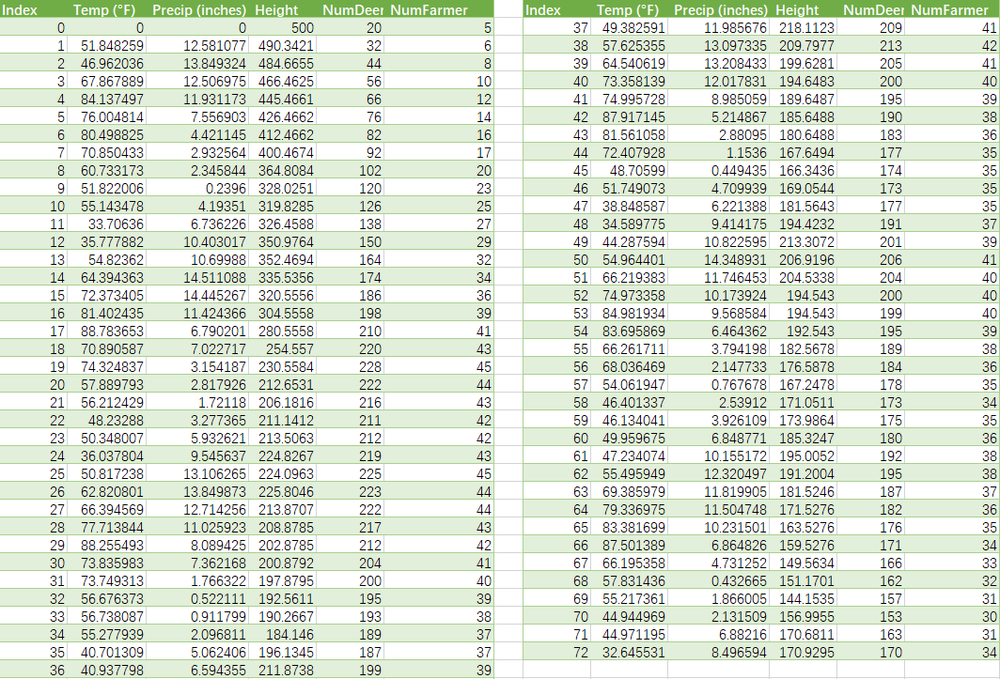 Index Temp (°F) Precip (inches) Height NumDeer NumFarmer
0 0 0 500 20 5
1 51.848259 12.581077 490.3421 32 6
2 46.962036 13.849324 484.6655 44 8
3 67.867889 12.506975 466.4625 56 10
4 84.137497 11.931173 445.4661 66 12
5 76.004814 7.556903 426.4662 76 14
6 80.498825 4.421145 412.4662 82 16
7 70.850433 2.932564 400.4674 92 17
8 60.733173 2.345844 364.8084 102 20
9 51.822006 0.2396 328.0251 120 23
10 55.143478 4.19351 319.8285 126 25
11 33.70636 6.736226 326.4588 138 27
12 35.777882 10.403017 350.9764 150 29
13 54.82362 10.69988 352.4694 164 32
14 64.394363 14.511088 335.5356 174 34
15 72.373405 14.445267 320.5556 186 36
16 81.402435 11.424366 304.5558 198 39
17 88.783653 6.790201 280.5558 210 41
18 70.890587 7.022717 254.557 220 43
19 74.324837 3.154187 230.5584 228 45
20 57.889793 2.817926 212.6531 222 44
21 56.212429 1.72118 206.1816 216 43
22 48.23288 3.277365 211.1412 211 42
23 50.348007 5.932621 213.5063 212 42
24 36.037804 9.545637 224.8267 219 43
25 50.817238 13.106265 224.0963 225 45
26 62.820801 13.849873 225.8046 223 44
27 66.394569 12.714256 213.8707 222 44
28 77.713844 11.025923 208.8785 217 43
29 88.255493 8.089425 202.8785 212 42
30 73.835983 7.362168 200.8792 204 41
31 73.749313 1.766322 197.8795 200 40
32 56.676373 0.522111 192.5611 195 39
33 56.738087 0.911799 190.2667 193 38
34 55.277939 2.096811 184.146 189 37
35 40.701309 5.062406 196.1345 187 37
36 40.937798 6.594355 211.8738 199 39
Index Temp (°F) Precip (inches) Height NumDeer NumFarmer
37 49.382591 11.985676 218.1123 209 41
38 57.625355 13.097335 209.7977 213 42
39 64.540619 13.208433 199.6281 205 41
40 73.358139 12.017831 194.6483 200 40
41 74.995728 8.985059 189.6487 195 39
42 87.917145 5.214867 185.6488 190 38
43 81.561058 2.88095 180.6488 183 36
44 72.407928 1.1536 167.6494 177 35
45 48.70599 0.449435 166.3436 174 35
46 51.749073 4.709939 169.0544 173 35
47 38.848587 6.221388 181.5643 177 35
48 34.589775 9.414175 194.4232 191 37
49 44.287594 10.822595 213.3072 201 39
50 54.964401 14.348931 206.9196 206 41
51 66.219383 11.746453 204.5338 204 40
52 74.973358 10.173924 194.543 200 40
53 84.981934 9.568584 194.543 199 40
54 83.695869 6.464362 192.543 195 39
55 66.261711 3.794198 182.5678 189 38
56 68.036469 2.147733 176.5878 184 36
57 54.061947 0.767678 167.2478 178 35
58 46.401337 2.53912 171.0511 173 34
59 46.134041 3.926109 173.9864 175 35
60 49.959675 6.848771 185.3247 180 36
61 47.234074 10.155172 195.0052 192 38
62 55.495949 12.320497 191.2004 195 38
63 69.385979 11.819905 181.5246 187 37
64 79.336975 11.504748 171.5276 182 36
65 83.381699 10.231501 163.5276 176 35
66 87.501389 6.864826 159.5276 171 34
67 66.195358 4.731252 149.5634 166 33
68 57.831436 0.432665 151.1701 162 32
69 55.217361 1.866005 144.1535 157 31
70 44.944969 2.131509 156.9955 153 30
71 44.971195 6.88216 170.6811 163 31
72 32.645531 8.496594 170.9295 170 34